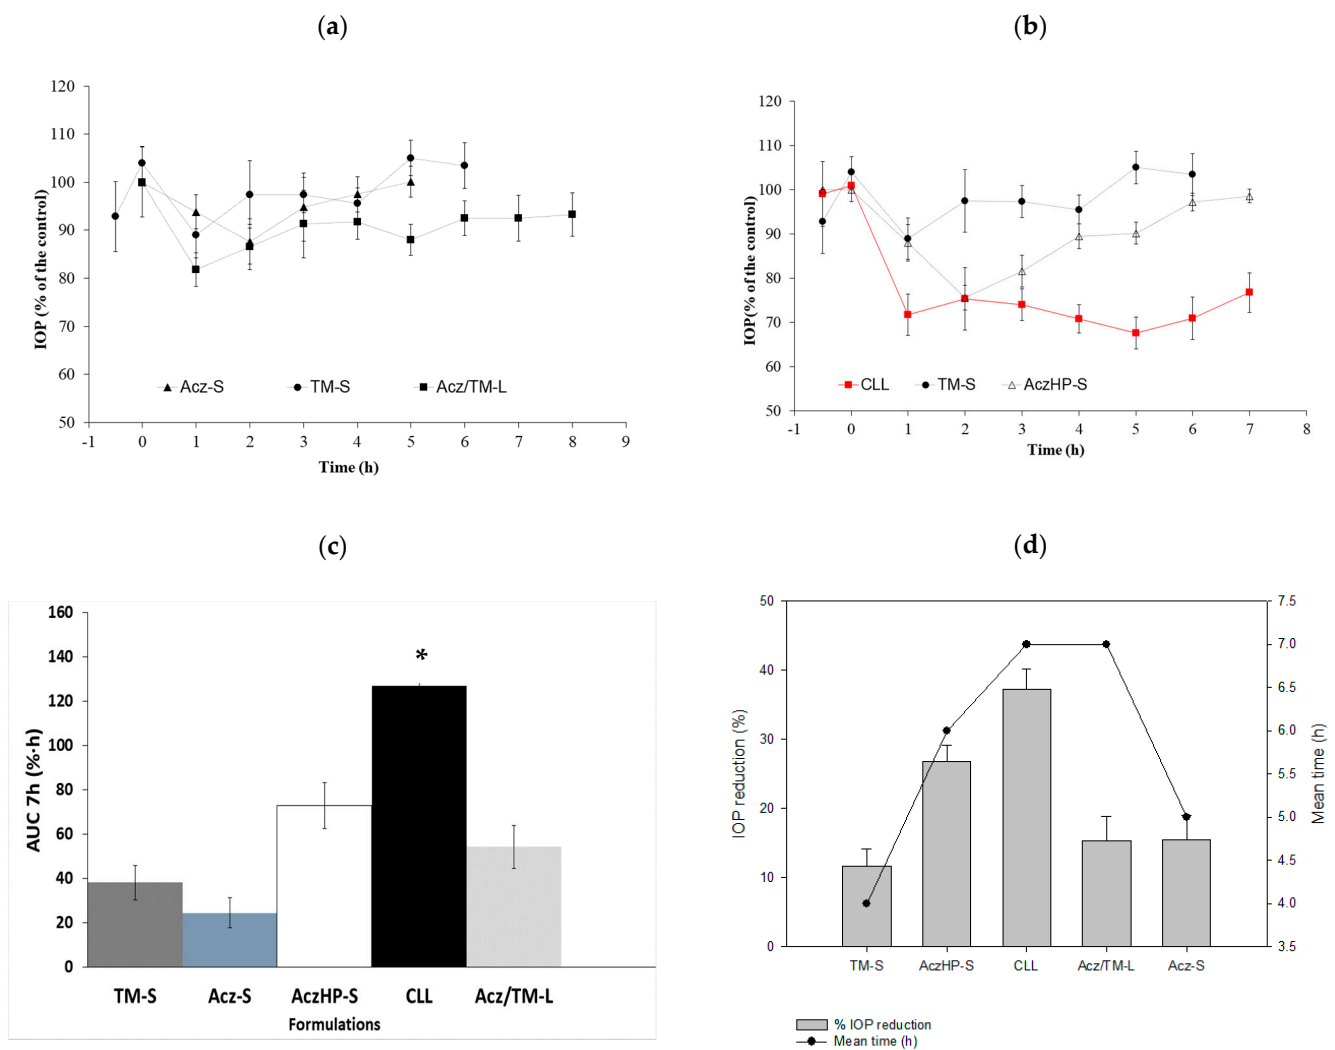 (a)
120
110
100
90
80
70
60
50
IOP (% of the control)
Acz-S TM-S Acz/TM-L
-1 0 1 2 3 4 5 6 7 8 9
Time (h)
(b)
120
110
100
90
80
70
60
50
IOP(% of the control)
CLL TM-S AczHP-S
-1 0 1 2 3 4 5 6 7 8
Time (h)
(c)
160
140
120
100
80
60
40
20
0
AUC 7h (%·h)
*
TM-S Acz-S AczHP-S CLL Acz/TM-L
Formulations
(d)
50
40
30
20
10
0
IOP reduction (%)
7.5
7.0
6.5
6.0
5.5
5.0
4.5
4.0
3.5
Mean time (h)
TM-S AczHP-S CLL Acz/TM-L Acz-S
% IOP reduction
Mean time (h)